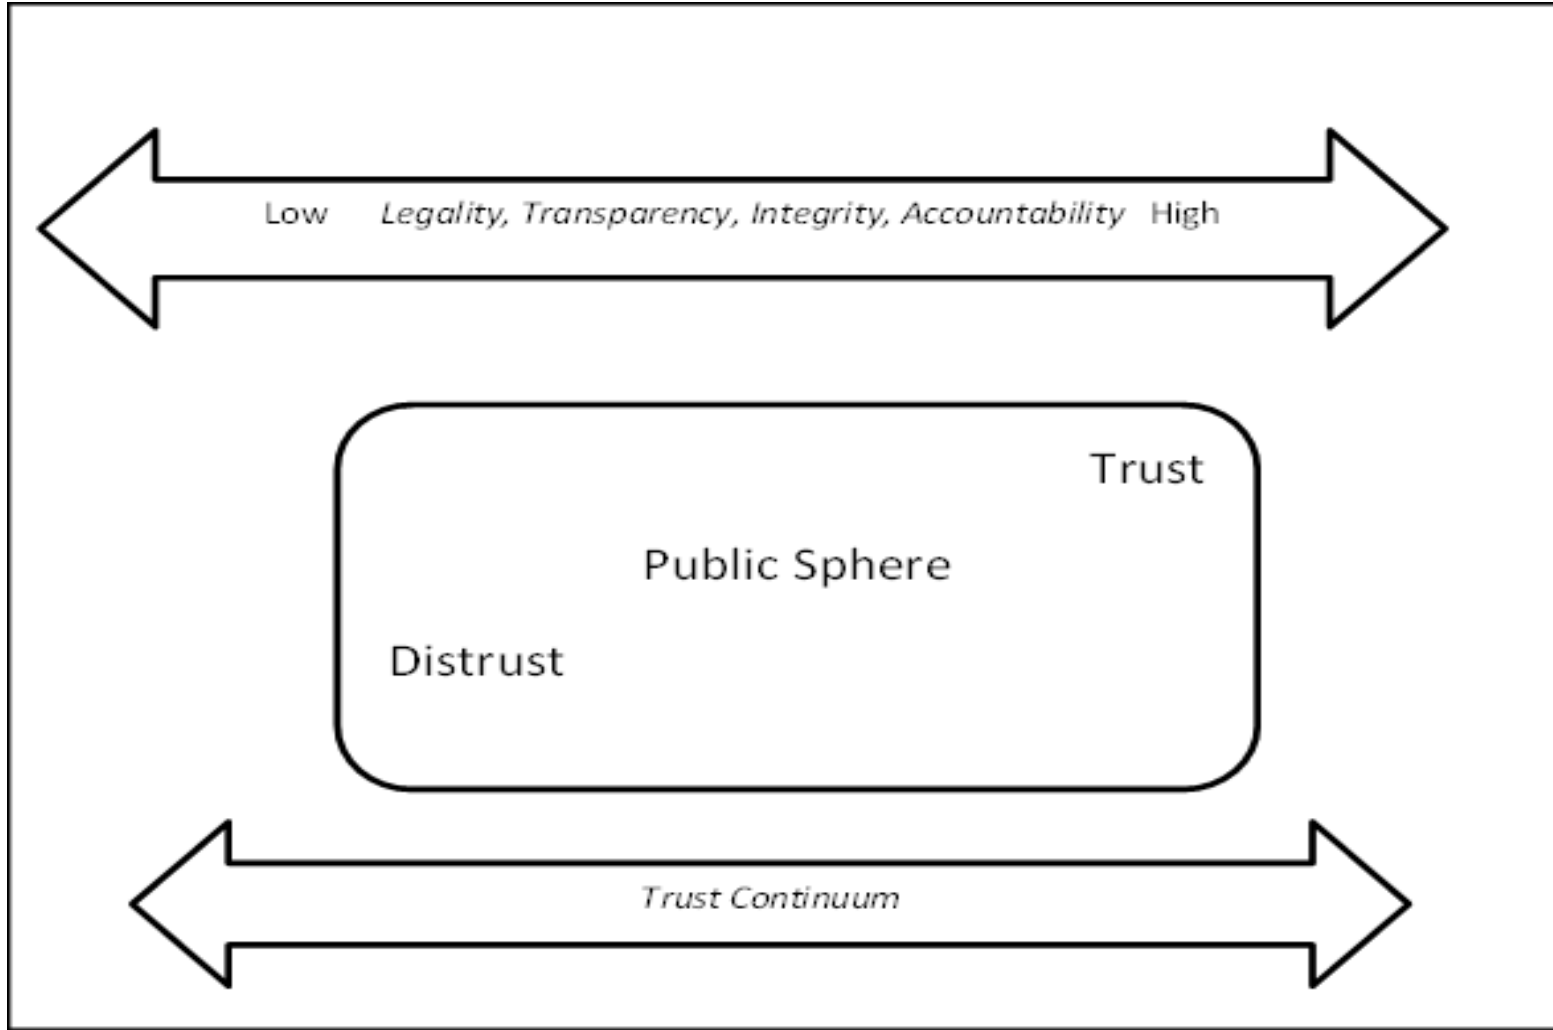 Low Legality, Transparency, Integrity, Accountability High
Trust
Public Sphere
Distrust
Trust Continuum